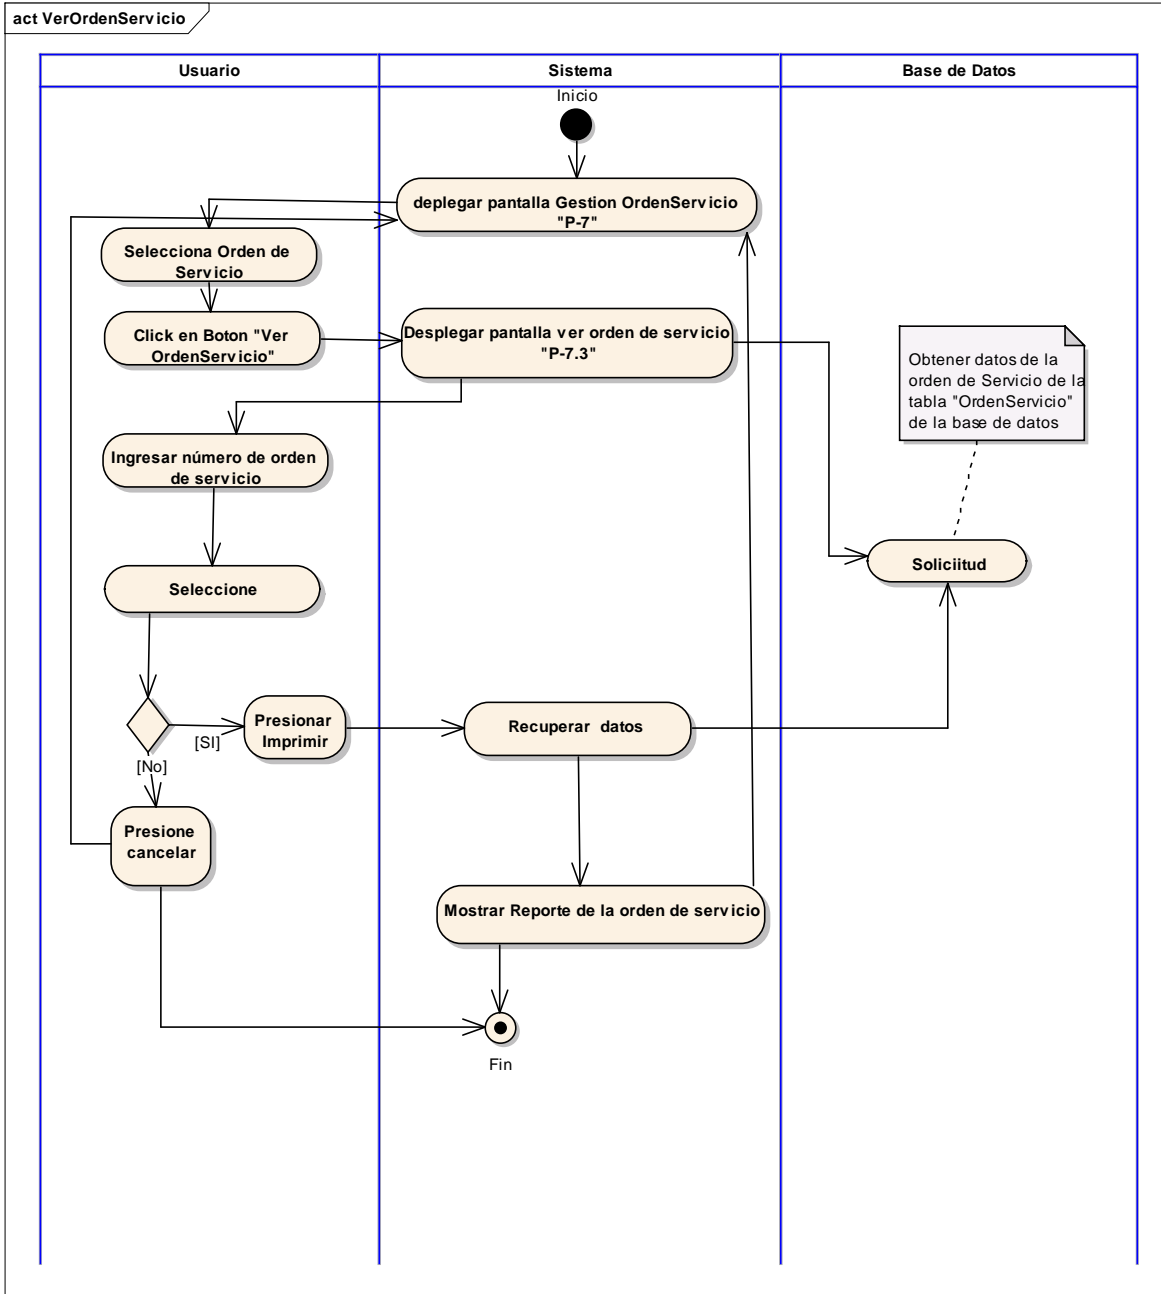 act VerOrdenServicio
Usuario
Sistema
Base de Datos
Inicio
deplegar pantalla Gestion OrdenServicio
"P-7"
Selecciona Orden de
Servicio
Click en Boton "Ver
OrdenServicio"
Desplegar pantalla ver orden de servicio
"P-7.3"
Obtener datos de la
orden de Servicio de la
tabla "OrdenServicio"
de la base de datos
Ingresar número de orden
de servicio
Soliciitud
Seleccione
Presionar
Imprimir
[SI]
Recuperar datos
[No]
Presione
cancelar
Mostrar Reporte de la orden de servicio
Fin